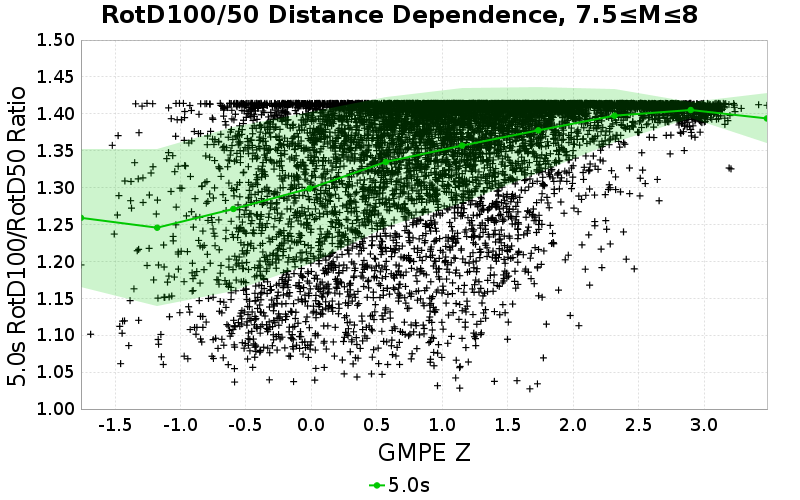 RotD100/50 Distance Dependence, 7.5≤M≤8
5.0s RotD100/RotD50 Ratio
1.50
1.45
1.40
1.35
1.30
1.25
1.20
1.15
1.10
1.05
1.00
-1.5 -1.0 -0.5 0.0 0.5 1.0 1.5 2.0 2.5 3.0
GMPE Z
5.0s